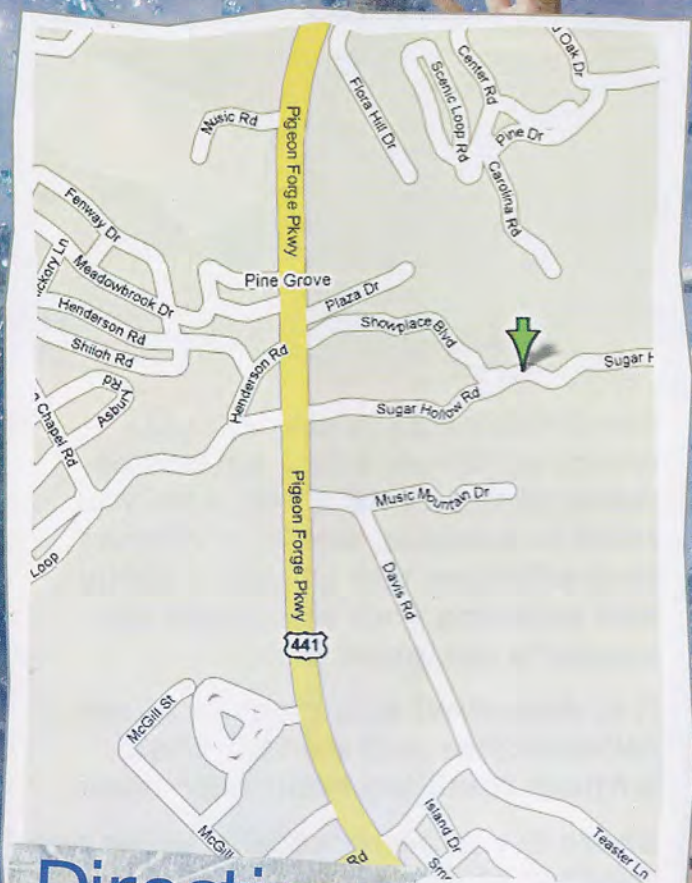 Oak Dr
Center Rd
Scenic Loop Rd
Flora Hill Dr
Pine Dr
Music Rd
Pigeon Forge Pkwy
Carolina Rd
Fenway Dr
Meadowbrook Dr
Pine Grove
Plaza Dr
Henderson Rd
Showplace Blvd
Shiloh Rd
Henderson Rd
Sugar H
Asbury Rd
Chapel Rd
Sugar Hollow Rd
Pigeon Forge Pkwy
Music Mountain Dr
Loop
Davis Rd
441
McGill St
McGill
Rd
Island Dr
Teaster Ln